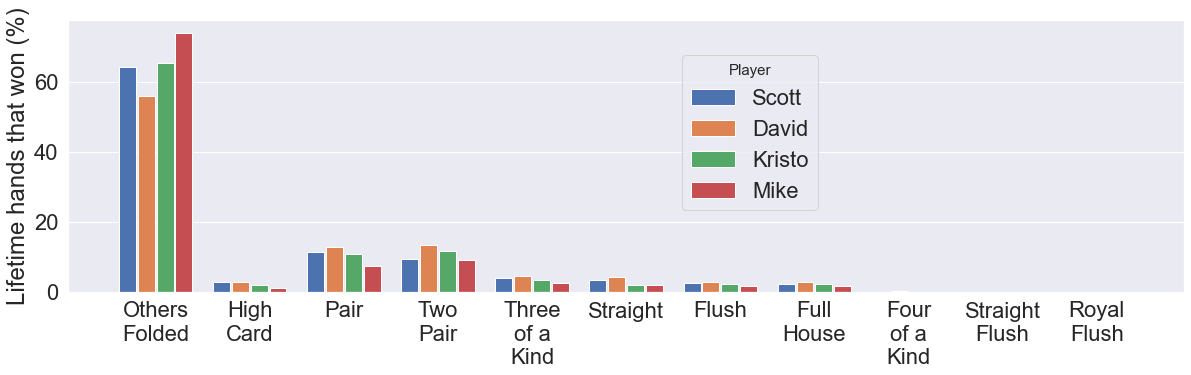 Lifetime hands that won (%)
60
40
20
0
Player
Scott
David
Kristo
Mike
Others
Folded
High
Card
Pair
Two
Pair
Three
of a
Kind
Straight
Flush
Full
House
Four
of a
Kind
Straight
Flush
Royal
Flush